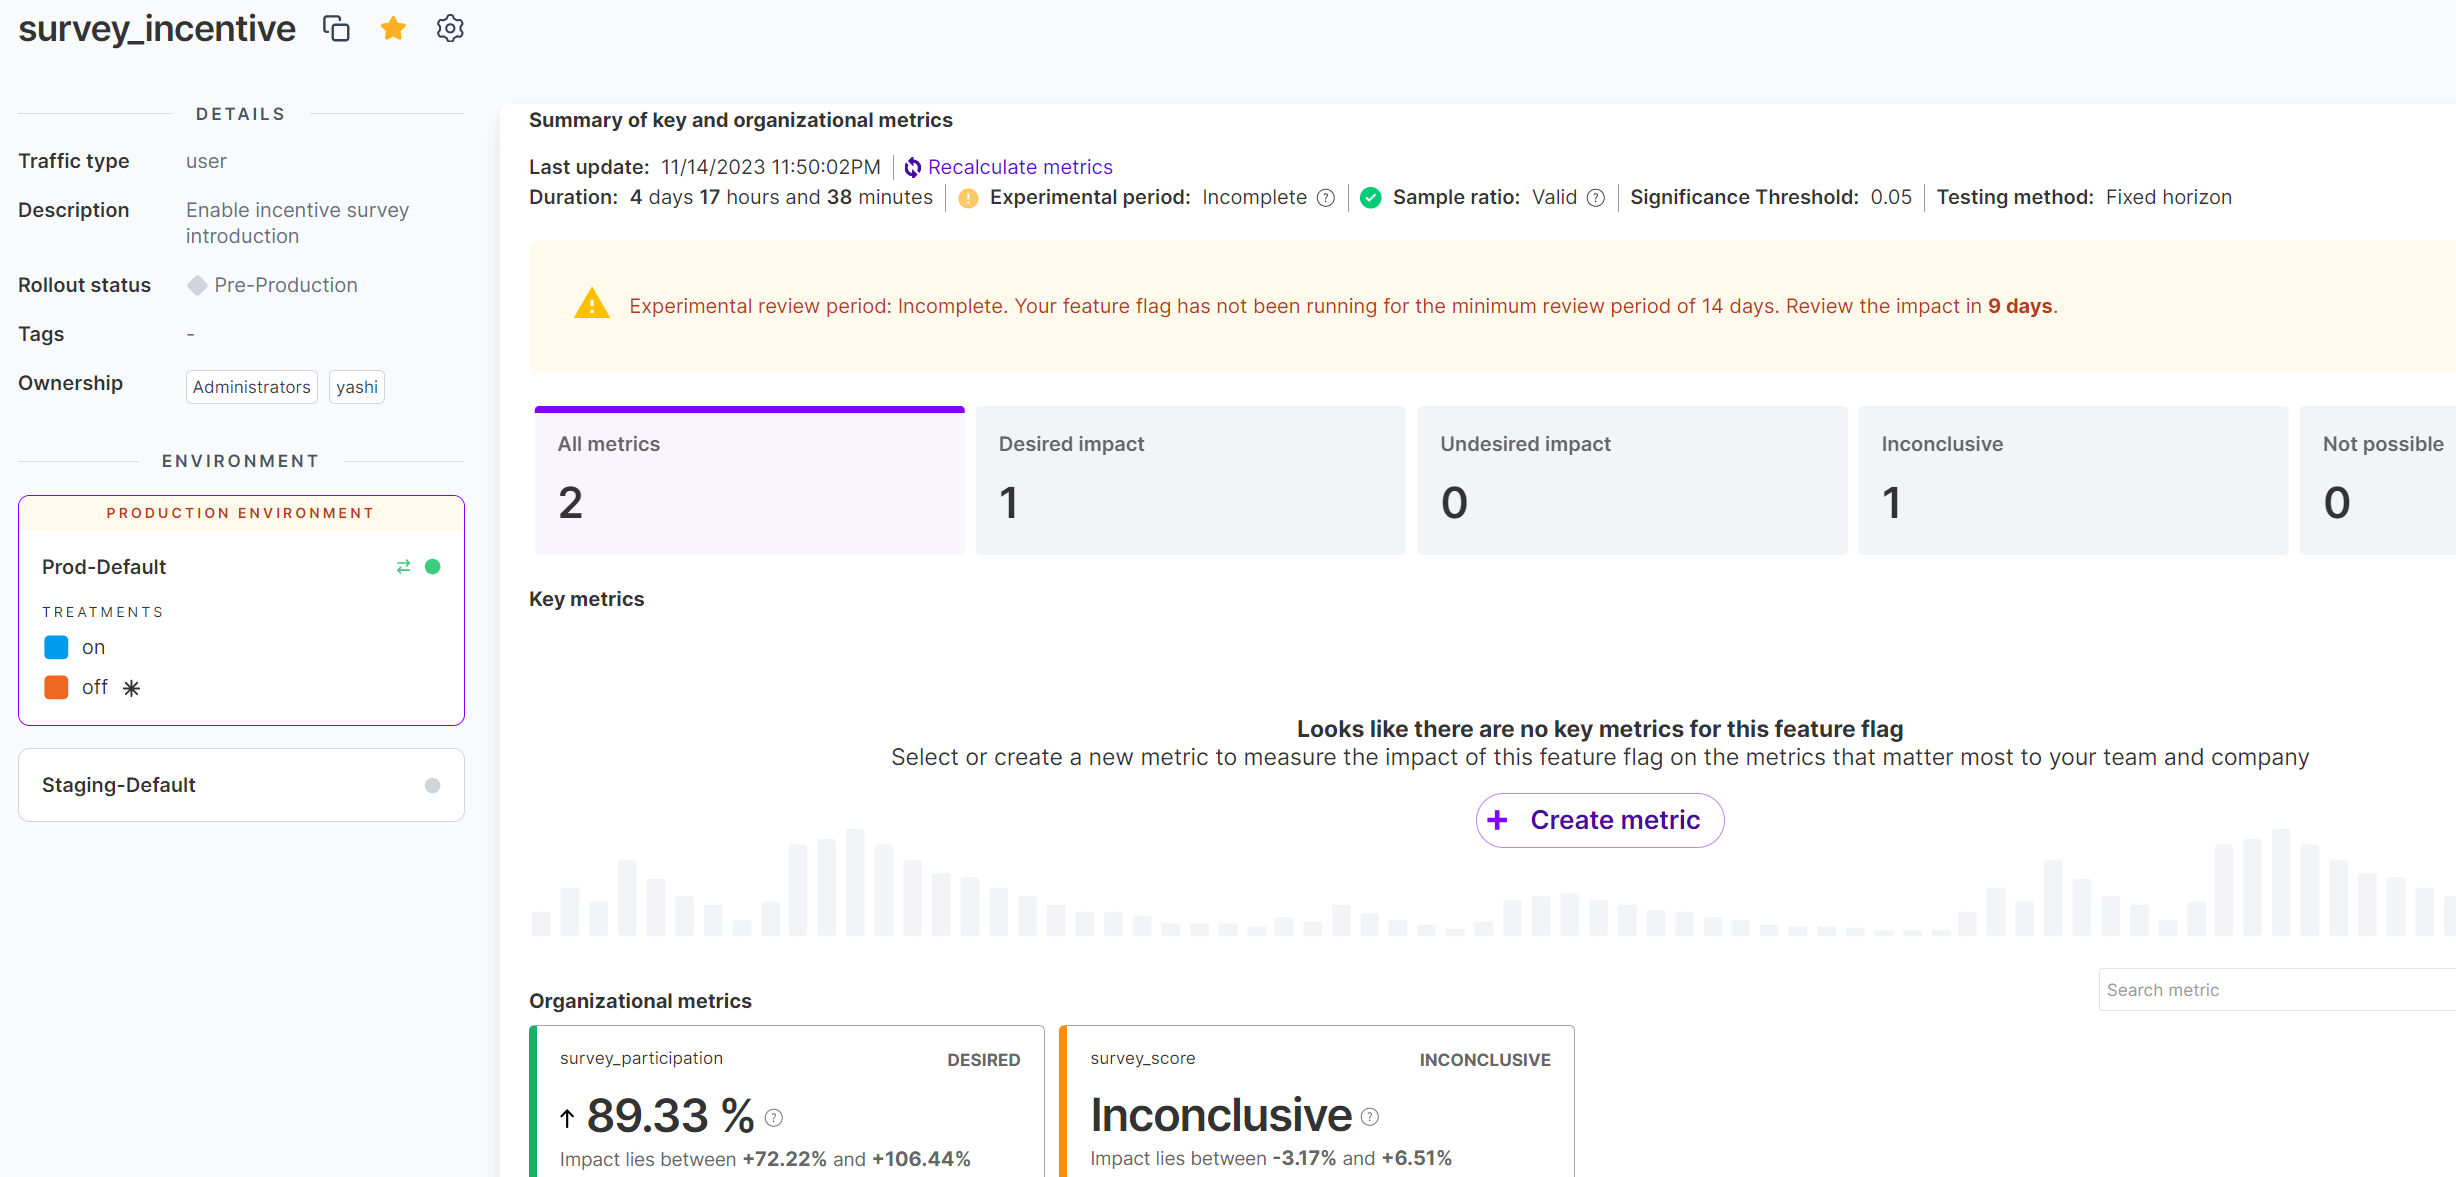 survey_incentive
DETAILS
Traffic type user
Description Enable incentive survey
introduction
Rollout status Pre-Production
Tags -
Ownership Administrators yashi
ENVIRONMENT
PRODUCTION ENVIRONMENT
Prod-Default
TREATMENTS
on
off
Staging-Default
Summary of key and organizational metrics
Last update: 11/14/2023 11:50:02PM Recalculate metrics
Duration: 4 days 17 hours and 38 minutes Experimental period: Incomplete Sample ratio: Valid Significance Threshold: 0.05 Testing method: Fixed horizon
Experimental review period: Incomplete. Your feature flag has not been running for the minimum review period of 14 days. Review the impact in 9 days.
All metrics
2
Desired impact
1
Undesired impact
0
Inconclusive
1
Not possible
0
Key metrics
Looks like there are no key metrics for this feature flag
Select or create a new metric to measure the impact of this feature flag on the metrics that matter most to your team and company
+ Create metric
Search metric
Organizational metrics
survey_participation DESIRED
↑ 89.33 %
Impact lies between +72.22% and +106.44%
survey_score INCONCLUSIVE
Inconclusive
Impact lies between -3.17% and +6.51%